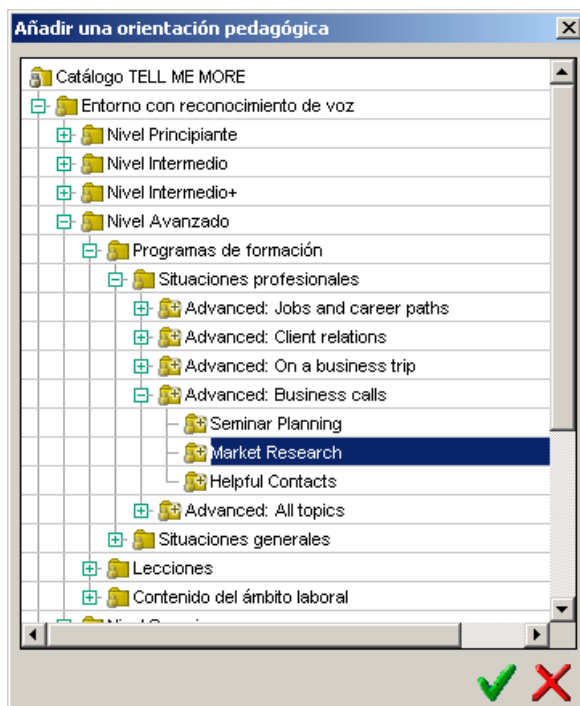 Añadir una orientación pedagógica
Catálogo TELL ME MORE
Entorno con reconocimiento de voz
Nivel Principiante
Nivel Intermedio
Nivel Intermedio+
Nivel Avanzado
Programas de formación
Situaciones profesionales
Advanced: Jobs and career paths
Advanced: Client relations
Advanced: On a business trip
Advanced: Business calls
Seminar Planning
Market Research
Helpful Contacts
Advanced: All topics
Situaciones generales
Lecciones
Contenido del ámbito laboral